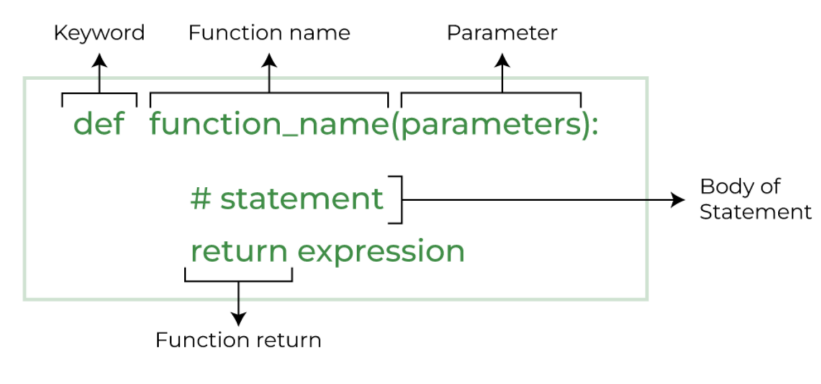 Keyword Function name Parameter
def function_name(parameters):
# statement
Body of
Statement
return expression
Function return